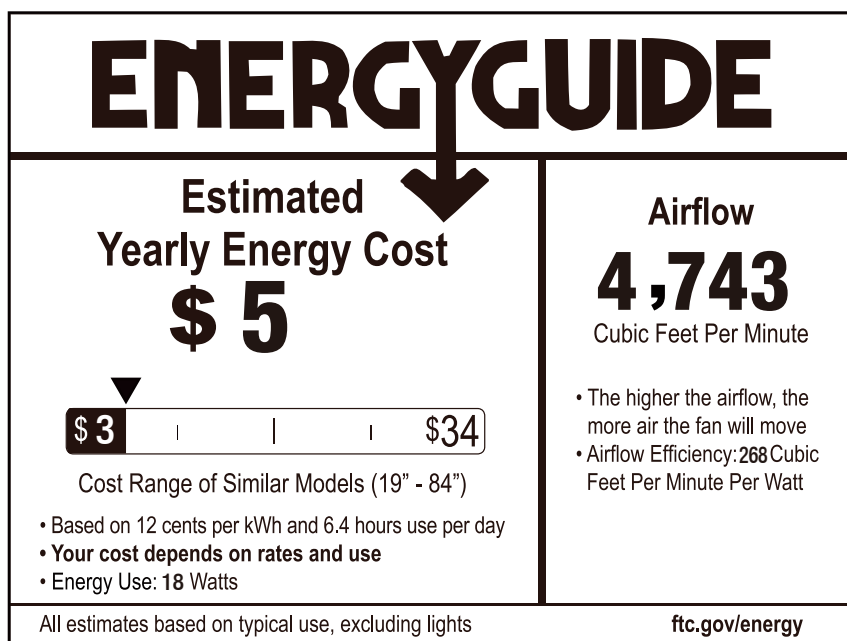 ENERGYGUIDE
Estimated
Yearly Energy Cost
$ 5
$ 3
$34
Cost Range of Similar Models (19” - 84”)
• Based on 12 cents per kWh and 6.4 hours use per day
• Your cost depends on rates and use
• Energy Use: 18 Watts
Airflow
4,743
Cubic Feet Per Minute
• The higher the airflow, the
more air the fan will move
• Airflow Efficiency: 268 Cubic
Feet Per Minute Per Watt
All estimates based on typical use, excluding lights
ftc.gov/energy